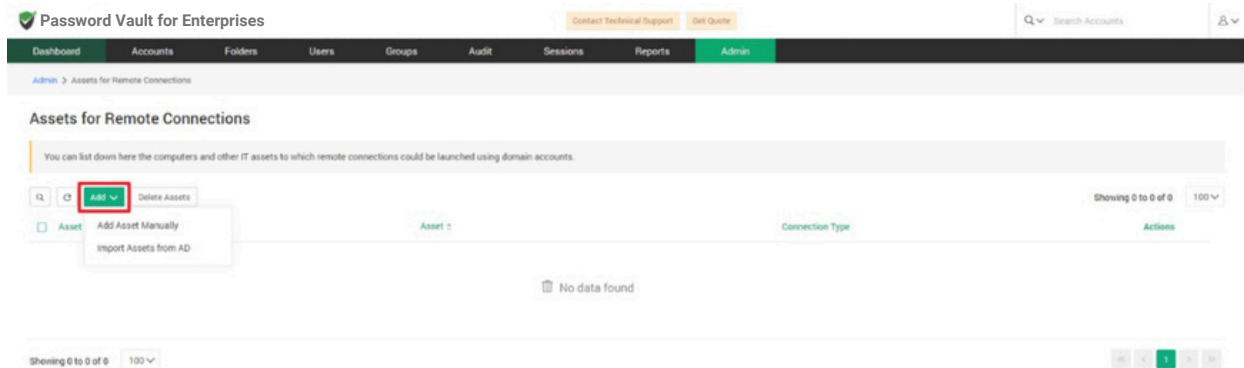 Password Vault for Enterprises
Contact Technical Support Get Quote
Search Accounts
Dashboard Accounts Folders Users Groups Audit Sessions Reports Admin
Admin > Assets for Remote Connections
Assets for Remote Connections
You can list down here the computers and other IT assets to which remote connections could be launched using domain accounts.
Add Delete Assets Showing 0 to 0 of 0 100
Asset Asset Connection Type Actions
Add Asset Manually
Import Assets from AD
No data found
Showing 0 to 0 of 0 100 « < 1 > »